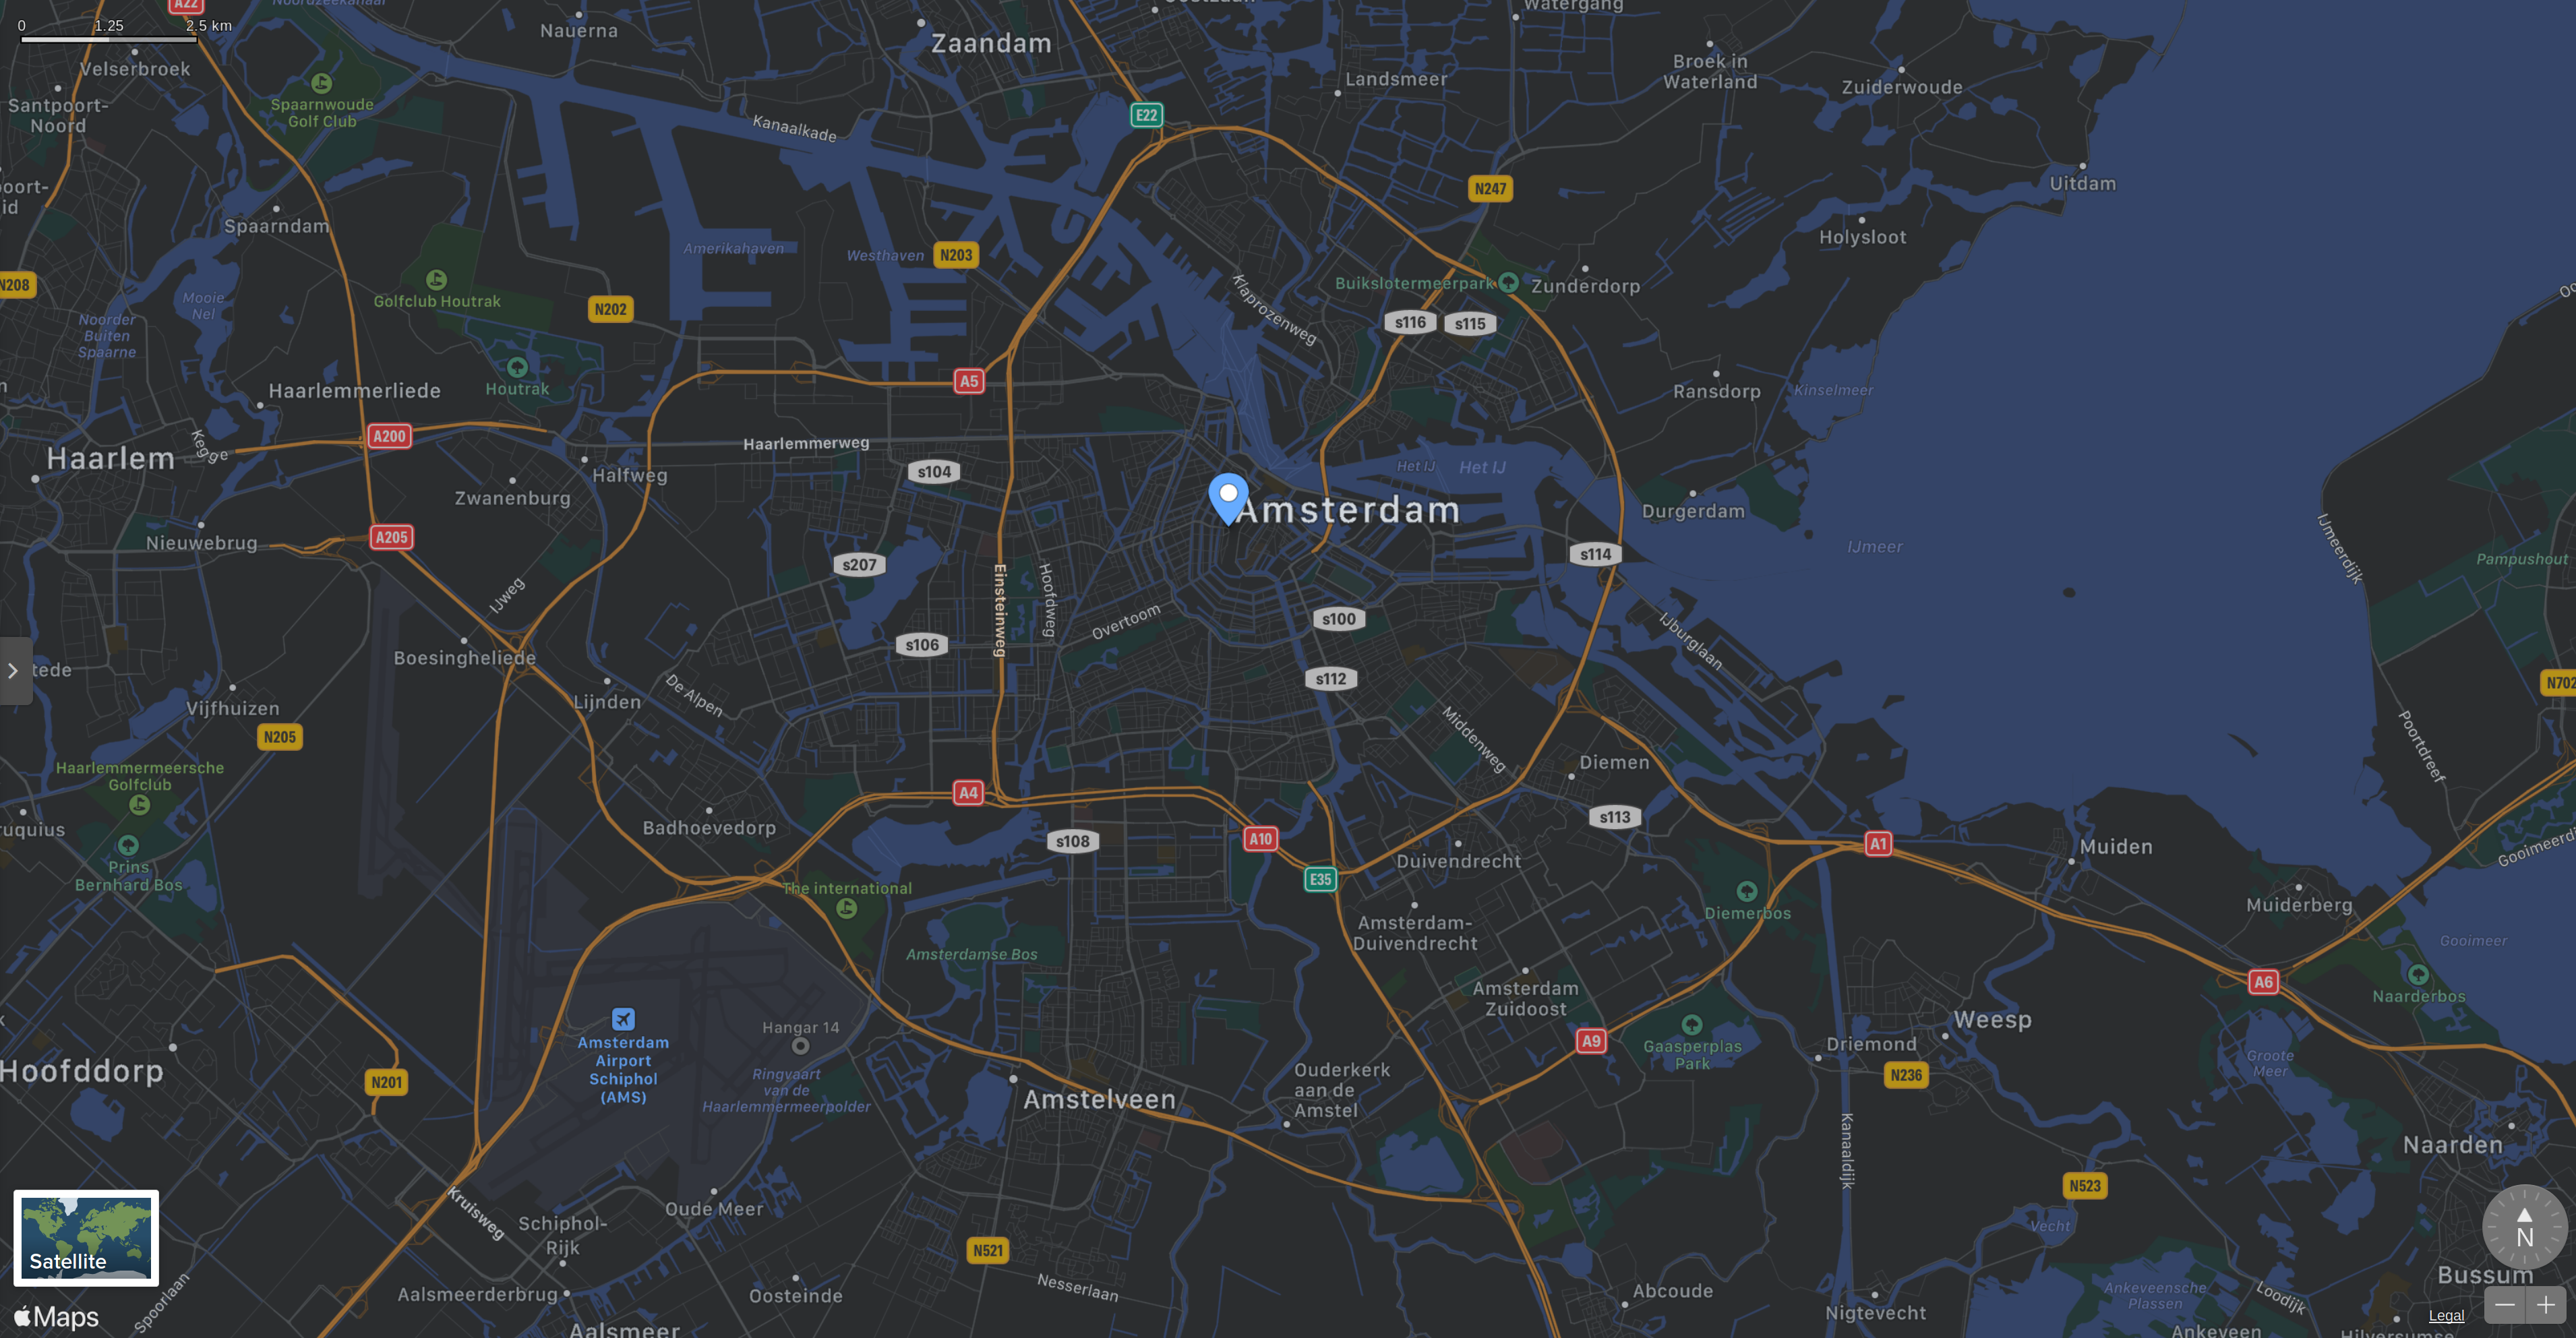 0 1.25 2.5 km
A22
Noordzeekanaal
Nauerna
Zaandam
Oostzaan
Watergang
Velserbroek
Landsmeer
Broek in
Waterland
Zuiderwoude
Santpoort-
Noord
Spaarnwoude
Golf Club
Kanaalkade
E22
N247
Uitdam
Spaarndam
Holysloot
Amerikahaven
Westhaven
N203
N208
Golfclub Houtrak
Mooie
Nel
N202
Klaprozenweg
Buikslotermeerpark
Zunderdorp
Noorder
Buiten
Spaarne
s116
s115
Houtrak
Haarlemmerliede
A5
Ransdorp
Kinselmeer
A200
Kegge
Haarlemmerweg
Haarlem
Halfweg
s104
Het IJ
Het IJ
Zwanenburg
Amsterdam
Durgerdam
Nieuwebrug
A205
s207
s114
IJmeer
IJmeerdijk
Pampushout
IJweg
Einsteinweg
Hoofdweg
Overtoom
s100
s106
IJburglaan
Boesingheliede
tede
s112
N702
Vijfhuizen
Lijnden
De Alpen
N205
Middenweg
Poortdreef
Haarlemmermeersche
Golfclub
Diemen
A4
Badhoevedorp
s113
ruquius
s108
A10
A1
Muiden
Gooimeerdi
Prins
Bernhard Bos
Duivendrecht
E35
The international
Diemerbos
Muiderberg
Amsterdam-
Duivendrecht
Amsterdamse Bos
Gooimeer
Amsterdam
Zuidoost
A6
Naarderbos
Hangar 14
Weesp
Amsterdam
Airport
Schiphol
(AMS)
A9
Gaasperplas
Park
Driemond
Groote
Meer
Hoofddorp
N201
Ringvaart
van de
Haarlemmermeerpolder
Ouderkerk
aan de
Amstel
N236
Amstelveen
Kanaaldijk
Naarden
N523
Kruisweg
Oude Meer
Schiphol-
Rijk
Vecht
N
N521
Satellite
Nesserlaan
Bussum
Spoorlaan
Aalsmeerderbrug
Oosteinde
Abcoude
Ankeveensche
Plassen
Loodijk
Nigtevecht
Maps
Legal
Aalsmeer
Ankeveen
Hilversumse